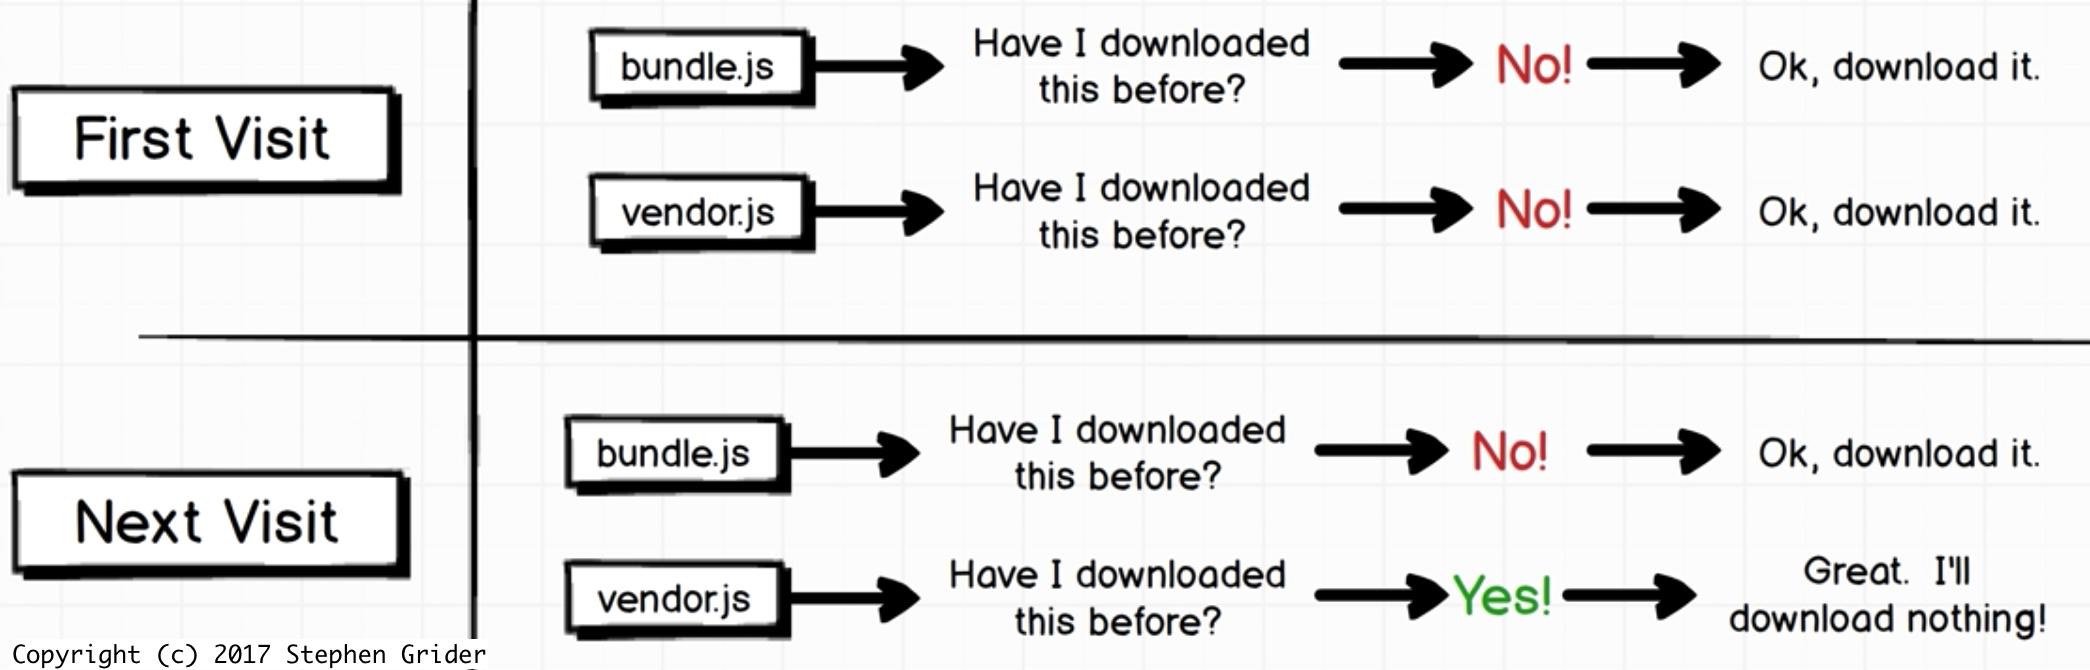 First Visit
bundle.js
Have I downloaded
this before?
No!
Ok, download it.
vendor.js
Have I downloaded
this before?
No!
Ok, download it.
Next Visit
bundle.js
Have I downloaded
this before?
No!
Ok, download it.
vendor.js
Have I downloaded
this before?
Yes!
Great. I'll
download nothing!
Copyright (c) 2017 Stephen Grider